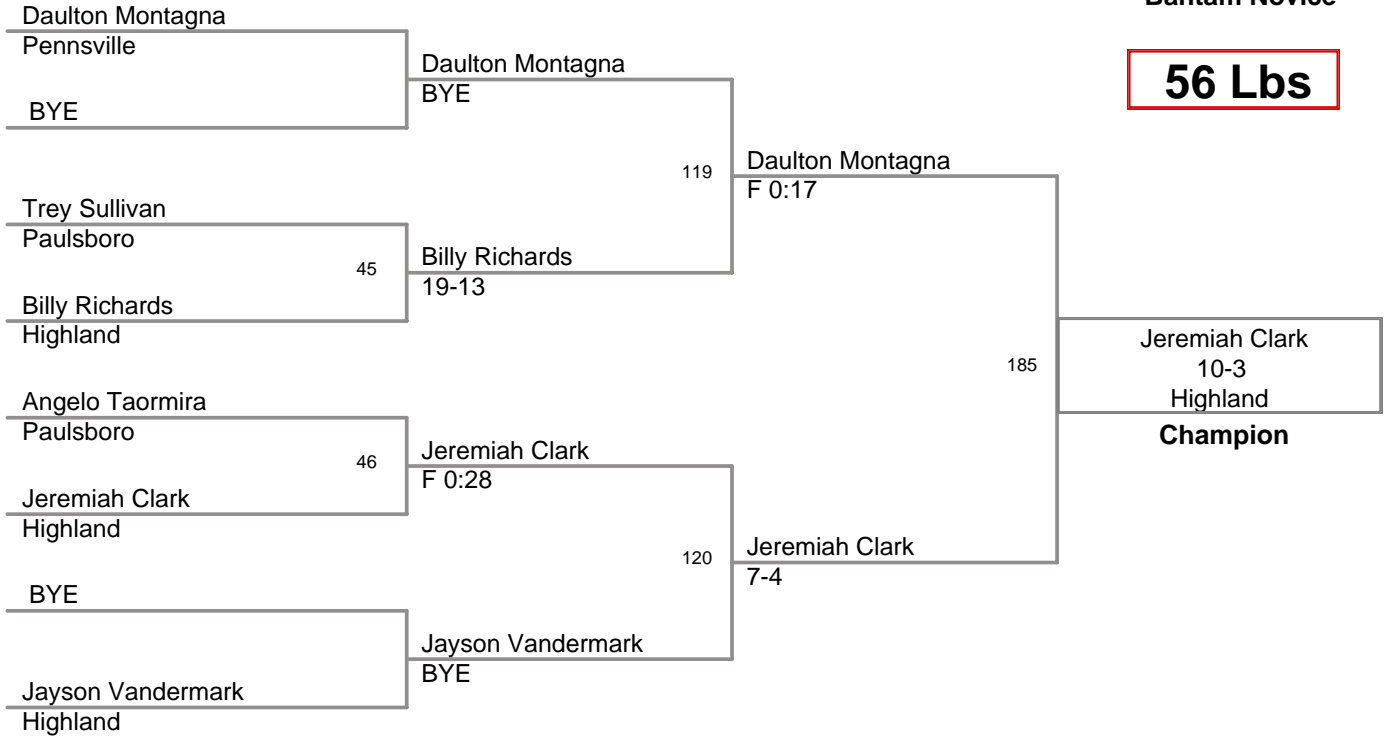 Bantam Novice
56 Lbs
Daulton Montagna
Pennsville
BYE
Trey Sullivan
Paulsboro
45
Billy Richards
Highland
Angelo Taormira
Paulsboro
46
Jeremiah Clark
Highland
BYE
Jayson Vandermark
Highland
Daulton Montagna
BYE
119
Billy Richards
19-13
Jeremiah Clark
F 0:28
120
Jayson Vandermark
BYE
Daulton Montagna
F 0:17
185
Jeremiah Clark
7-4
Jeremiah Clark
10-3
Highland
Champion